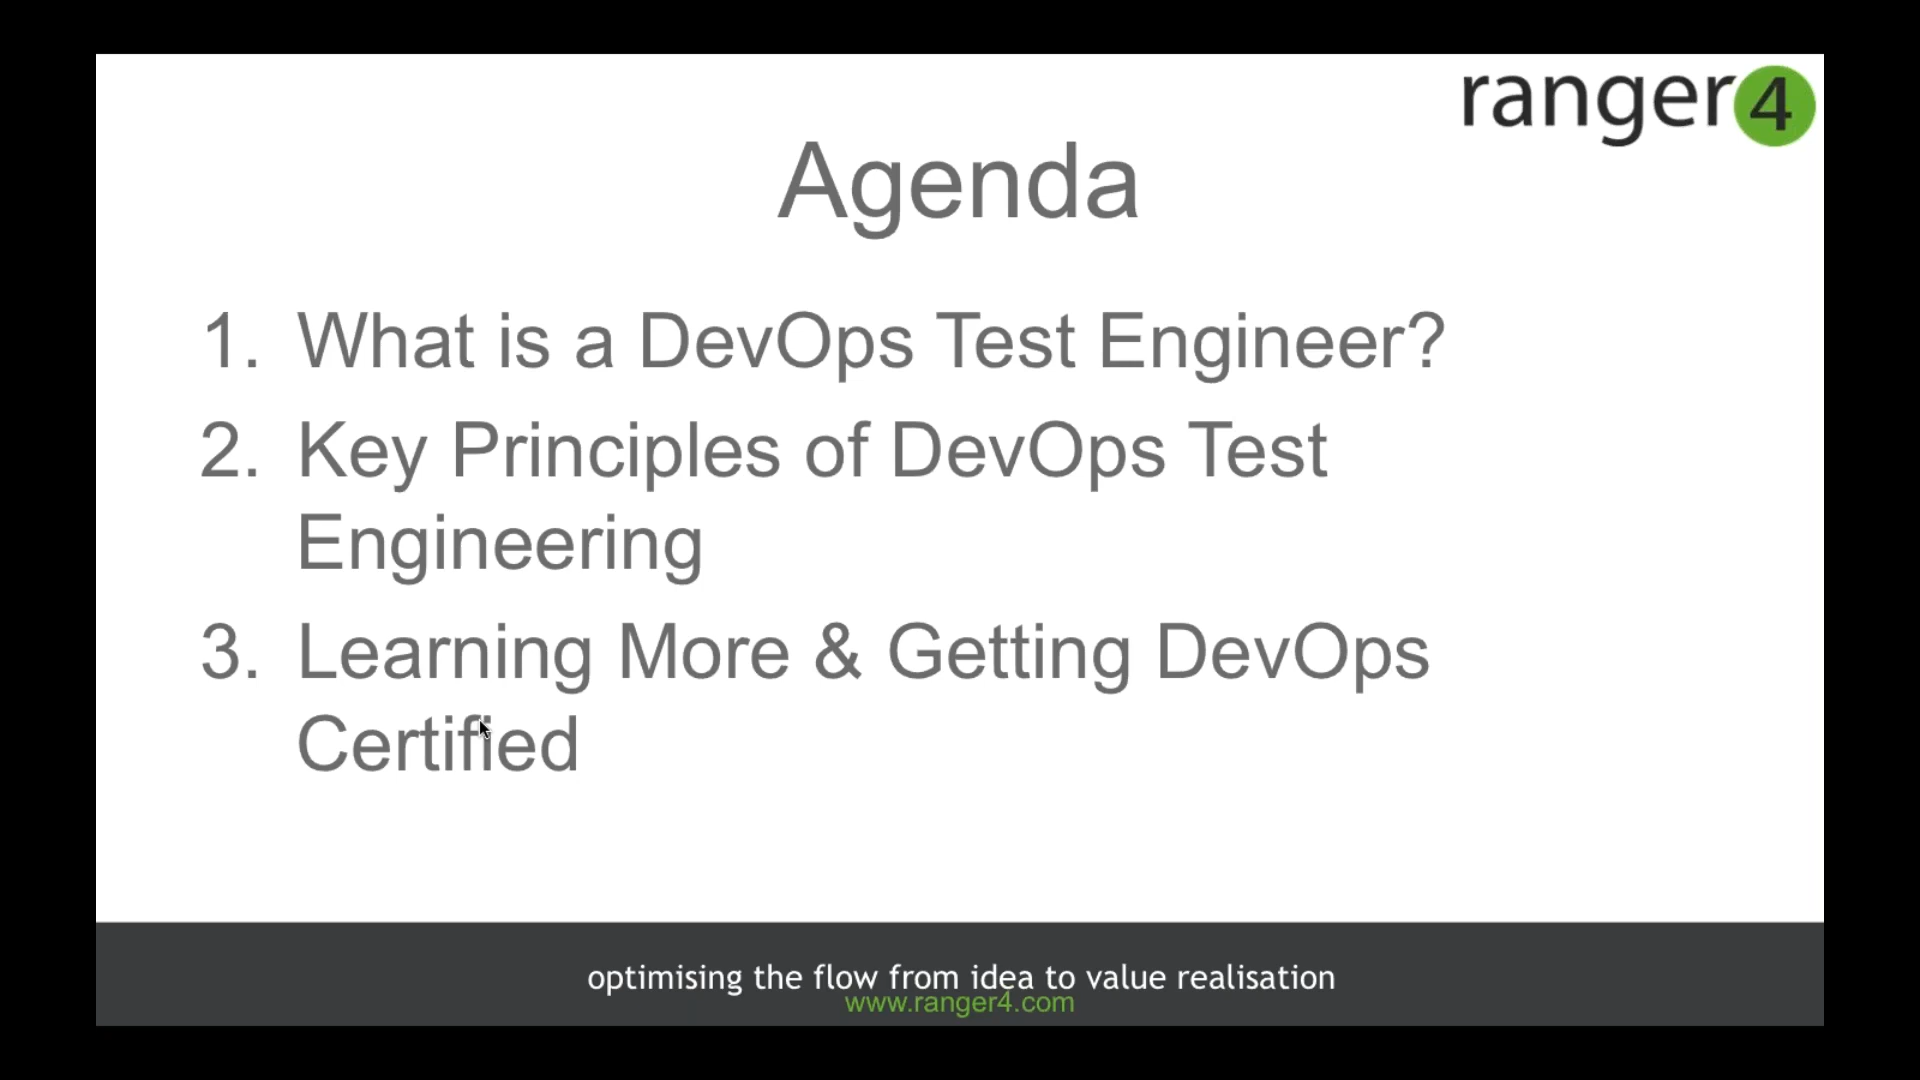 ranger4
Agenda
1. What is a DevOps Test Engineer?
2. Key Principles of DevOps Test
Engineering
3. Learning More & Getting DevOps
Certified
optimising the flow from idea to value realisation
www.ranger4.com